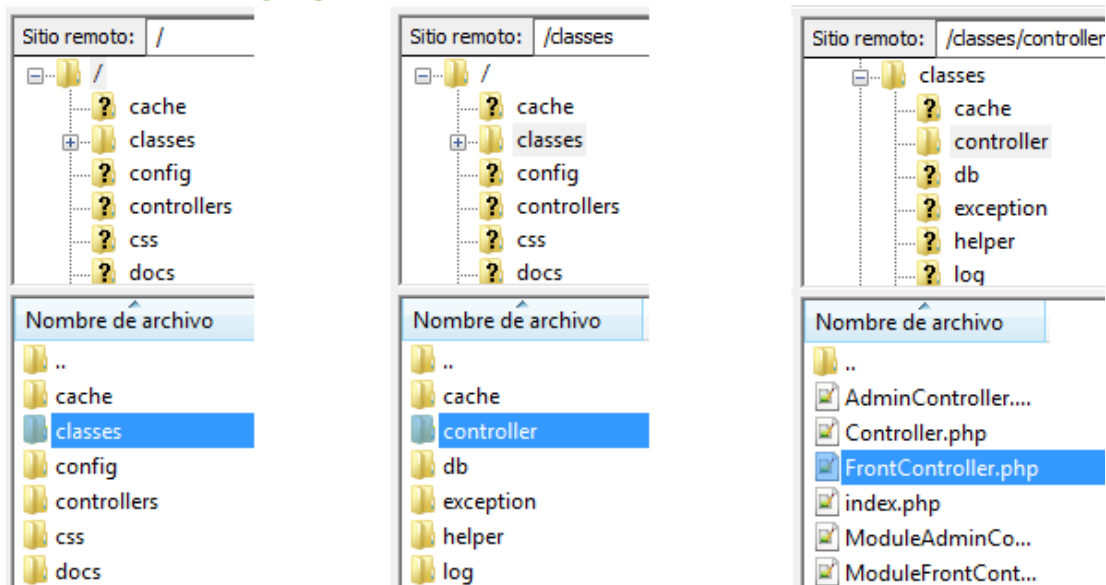 Sitio remoto: /
/
cache
classes
config
controllers
css
docs
Nombre de archivo
..
cache
classes
config
controllers
css
docs
Sitio remoto: /classes
/
cache
classes
config
controllers
css
docs
Nombre de archivo
..
cache
controller
db
exception
helper
log
Sitio remoto: /classes/controller
classes
cache
controller
db
exception
helper
log
Nombre de archivo
..
AdminController....
Controller.php
FrontController.php
index.php
ModuleAdminCo...
ModuleFrontCont...